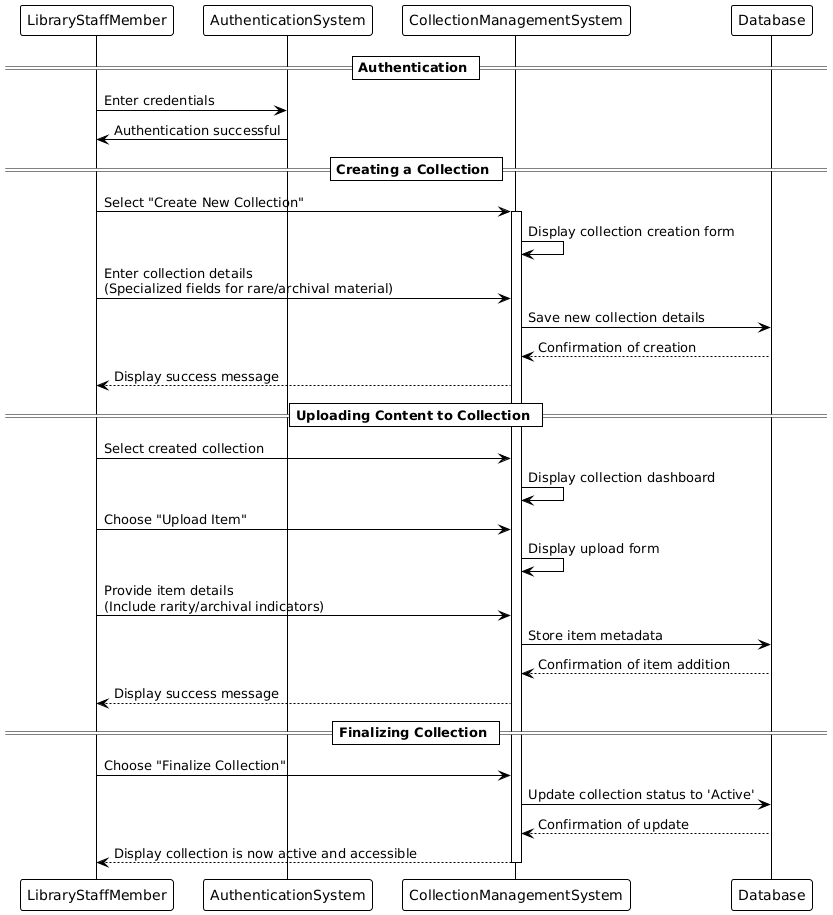 LibraryStaffMember
AuthenticationSystem
CollectionManagementSystem
Database
Authentication
Enter credentials
Authentication successful
Creating a Collection
Select "Create New Collection"
Display collection creation form
Enter collection details
(Specialized fields for rare/archival material)
Save new collection details
Confirmation of creation
Display success message
Uploading Content to Collection
Select created collection
Display collection dashboard
Choose "Upload Item"
Display upload form
Provide item details
(Include rarity/archival indicators)
Store item metadata
Confirmation of item addition
Display success message
Finalizing Collection
Choose "Finalize Collection"
Update collection status to 'Active'
Confirmation of update
Display collection is now active and accessible
LibraryStaffMember
AuthenticationSystem
CollectionManagementSystem
Database